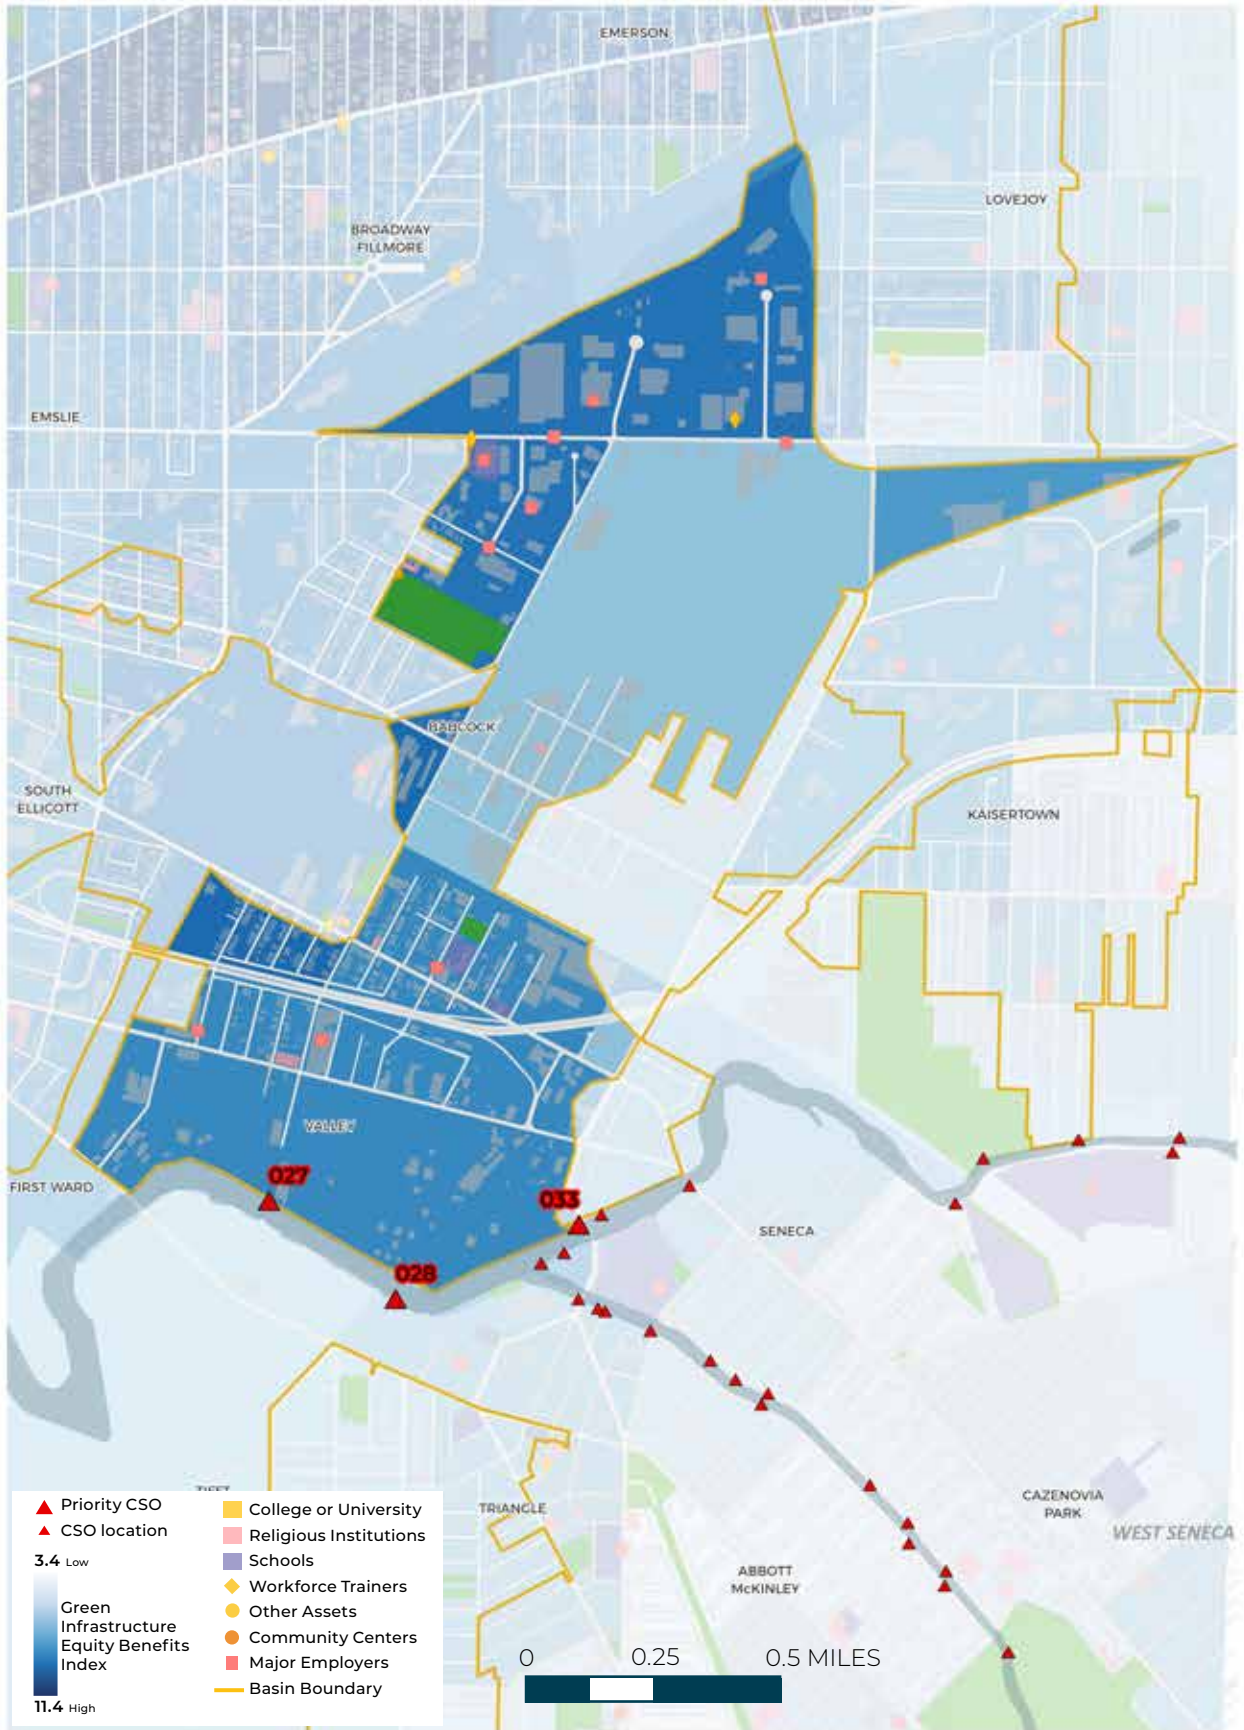 EMERSON
LOVEJOY
BROADWAY
FILLMORE
EMSLIE
BABCOCK
SOUTH
ELLICOTT
KAISERTOWN
VALLEY
027
FIRST WARD
033
SENECA
028
TRIANGLE
CAZENOVIA
PARK
WEST SENECA
ABBOTT
McKINLEY
Priority CSO
CSO location
3.4 Low
Green
Infrastructure
Equity Benefits
Index
11.4 High
College or University
Religious Institutions
Schools
Workforce Trainers
Other Assets
Community Centers
Major Employers
Basin Boundary
0 0.25 0.5 MILES